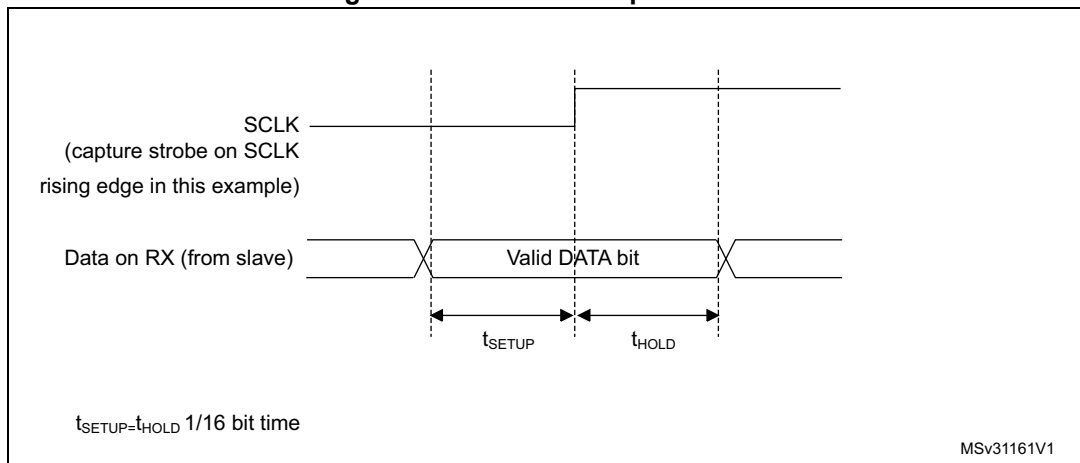 SCLK
(capture strobe on SCLK
rising edge in this example)
Data on RX (from slave)
Valid DATA bit
tSETUP
tHOLD
tSETUP=tHOLD 1/16 bit time
MSv31161V1